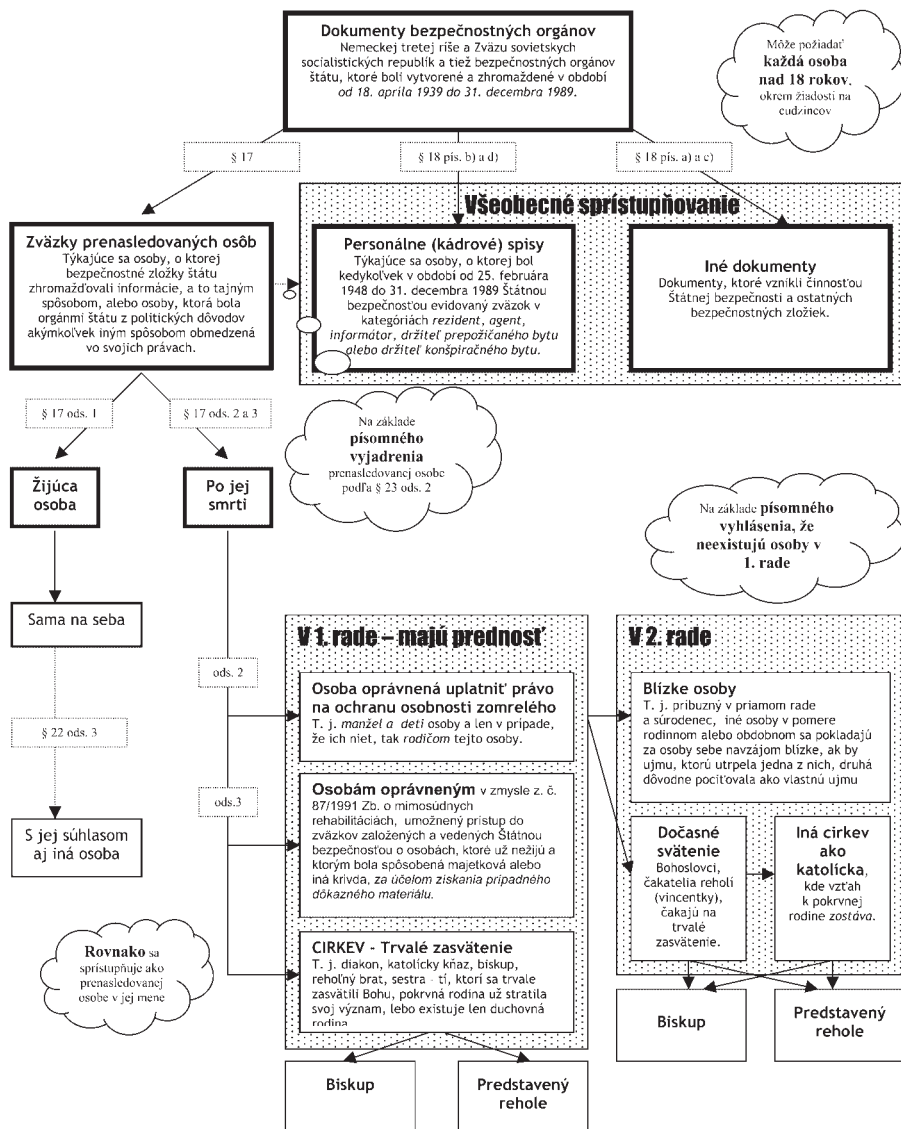 Dokumenty bezpečnostných orgánov
Nemeckej tretej ríše a Zväzu sovietskych
socialistických republík a tiež bezpečnostných orgánov
štátu, ktoré boli vytvorené a zhromaždené v období
od 18. apríla 1939 do 31. decembra 1989.
Môže požiadať
každá osoba
nad 18 rokov,
okrem žiadosti na
cudzincov
§ 17
§ 18 pís. b) a d)
§ 18 pís. a) a c)
Všeobecné sprístupňovanie
Zväzky prenasledovaných osôb
Týkajúce sa osoby, o ktorej
bezpečnostné zložky štátu
zhromažďovali informácie, a to tajným
spôsobom, alebo osoby, ktorá bola
orgánmi štátu z politických dôvodov
akýmkoľvek iným spôsobom obmedzená
vo svojich právach.
Personálne (kádrové) spisy
Týkajúce sa osoby, o ktorej bol
kedykoľvek v období od 25. februára
1948 do 31. decembra 1989 Štátnou
bezpečnosťou evidovaný zväzok v
kategóriách rezident, agent,
informátor, držiteľ prepožičaného bytu
alebo držiteľ konšpiračného bytu.
Iné dokumenty
Dokumenty, ktoré vznikli činnosťou
Štátnej bezpečnosti a ostatných
bezpečnostných zložiek.
§ 17 ods. 1
§ 17 ods. 2 a 3
Na základe
písomného
vyjadrenia
prenasledovanej osobe
podľa § 23 ods. 2
Žijúca
osoba
Po jej
smrti
Na základe písomného
vyhlásenia, že
neexistujú osoby v
1. rade
Sama na seba
V 1. rade – majú prednosť
V 2. rade
ods. 2
Osoba oprávnená uplatniť právo
na ochranu osobnosti zomrelého
T. j. manžel a deti osoby a len v prípade,
že ich niet, tak rodičom tejto osoby.
Blízke osoby
T. j. príbuzný v priamom rade
a súrodenec, iné osoby v pomere
rodinnom alebo obdobnom sa pokladajú
za osoby sebe navzájom blízke, ak by
ujmu, ktorú utrpela jedna z nich, druhá
dôvodne pociťovala ako vlastnú ujmu
§ 22 ods. 3
ods.3
Osobám oprávneným v zmysle z. č.
87/1991 Zb. o mimosúdnych
rehabilitáciách, umožnený prístup do
zväzkov založených a vedených Štátnou
bezpečnosťou o osobách, ktoré už nežijú a
ktorým bola spôsobená majetková alebo
iná krivda, za účelom získania prípadného
dôkazného materiálu.
S jej súhlasom
aj iná osoba
Dočasné
svätenie
Bohoslovci,
čakatelia reholí
(vincentky),
čakajú na
trvalé
zasvätenie.
Iná cirkev
ako
katolícka,
kde vzťah
k pokrvnej
rodine zostáva.
Rovnako sa
sprístupňuje ako
prenasledovanej
osobe v jej mene
CIRKEV - Trvalé zasvätenie
T. j. diakon, katolícky kňaz, biskup,
rehoľný brat, sestra - tí, ktorí sa trvale
zasvätili Bohu, pokrvná rodina už stratila
svoj význam, lebo existuje len duchovná
rodina
Biskup
Predstavený
rehole
Biskup
Predstavený
rehole